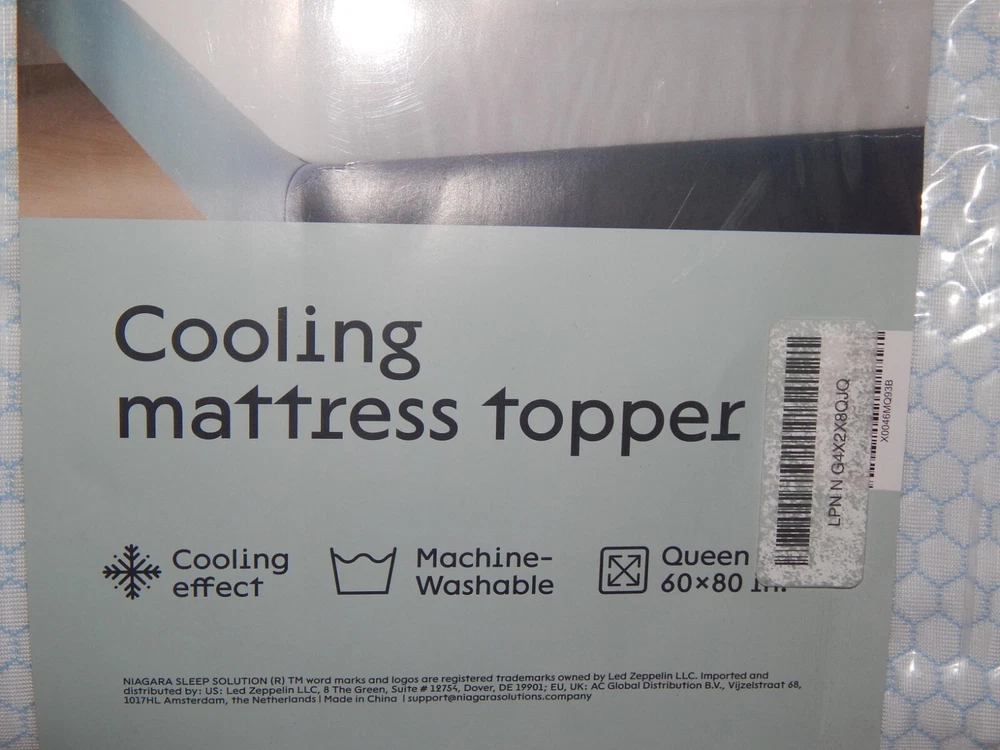 Cooling
mattress topper
Cooling
effect
Machine-
Washable
Queen
60×80 in.
LPN N G4X2X8QJQ
X0046MQ93B
NIAGARA SLEEP SOLUTION (R) TM word marks and logos are registered trademarks owned by Led Zeppelin LLC. Imported and
distributed by: US: Led Zeppelin LLC, 8 The Green, Suite # 12754, Dover, DE 19901; EU, UK: AC Global Distribution B.V., Vijzelstraat 68,
1017HL Amsterdam, the Netherlands | Made in China | support@niagarasolutions.company